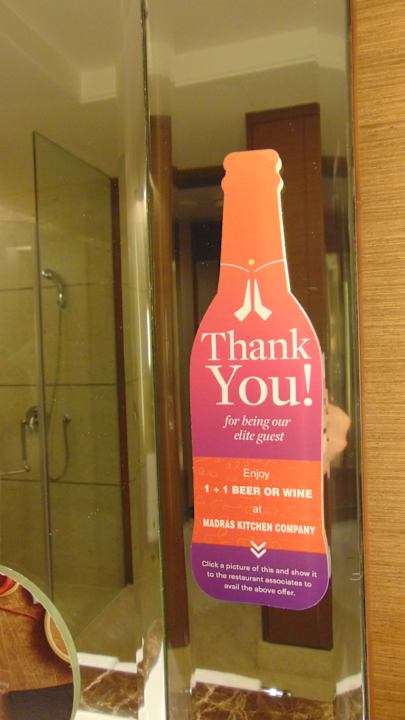 Thank
You!
for being our
elite guest
Enjoy
1 + 1 BEER OR WINE
at
MADRAS KITCHEN COMPANY
Click a picture of this and show it
to the restaurant associates to
avail the above offer.